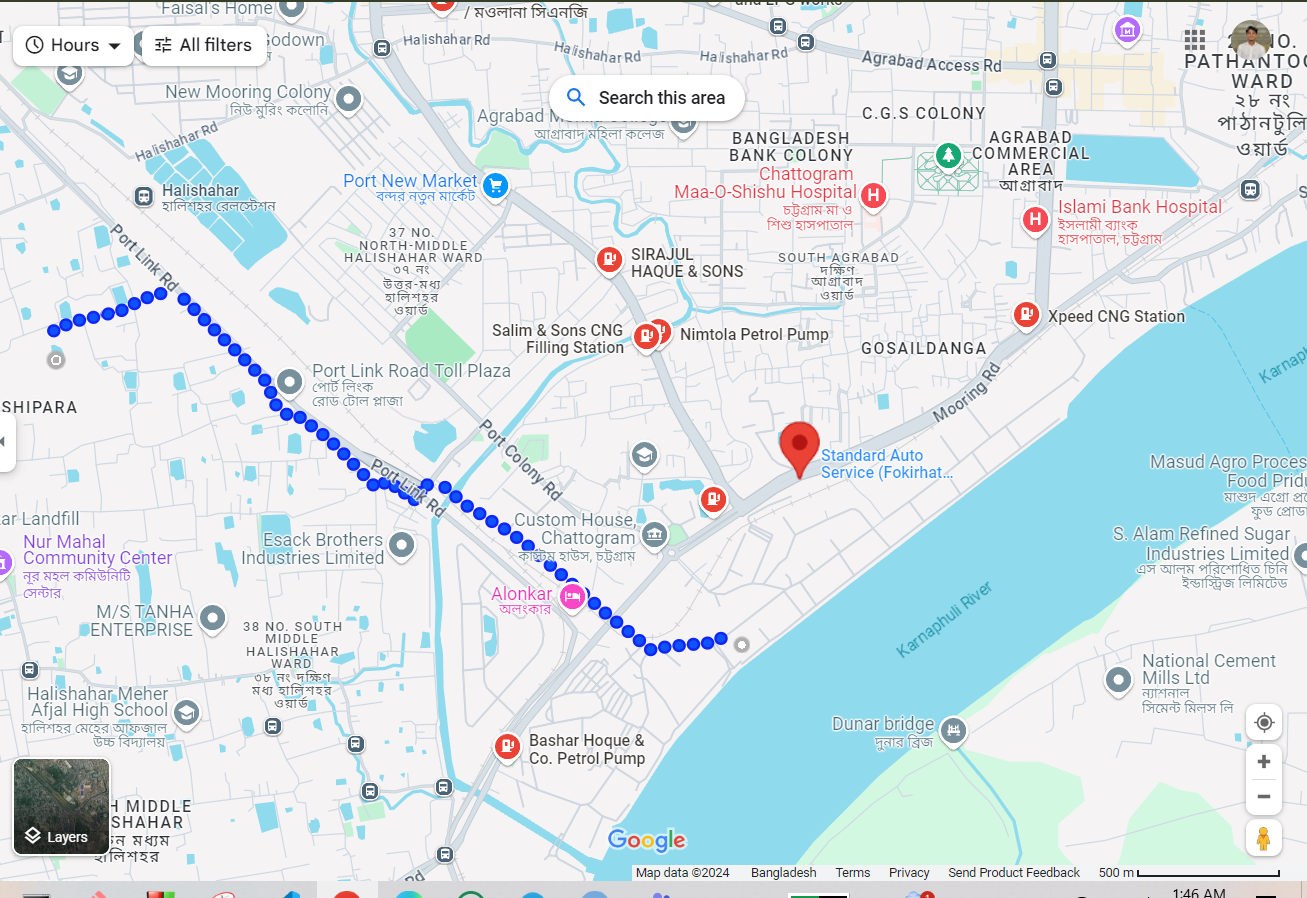 Faisal's Home
/ মওলানা সিএনজি
Hours
All filters
Halishahar Rd
Halishahar Rd
Halishahar Rd
Agrabad Access Rd
PATHANTOO
WARD
২৮ নং
পাঠানটুলি
ওয়ার্ড
New Mooring Colony
নিউ মুরিং কলোনি
Search this area
আগ্রাবাদ মহিলা কলেজ
C.G.S COLONY
BANGLADESH
BANK COLONY
AGRABAD
COMMERCIAL
AREA
আগ্রাবাদ
Halishahar Rd
Chattogram
Maa-O-Shishu Hospital
চট্টগ্রাম-মা ও
শিশু হাসপাতাল
Port New Market
বন্দর নতুন মার্কেট
Halishahar
হালিশহর রেলস্টেশন
Islami Bank Hospital
ইসলামী ব্যাংক
হাসপাতাল, চট্টগ্রাম
Port Link Rd
37 NO.
NORTH-MIDDLE
HALISHAHAR WARD
৩৭ নং
উত্তর-মধ্য
হালিশহর
ওয়ার্ড
SIRAJUL
HAQUE & SONS
SOUTH AGRABAD
দক্ষিণ
আগ্রাবাদ
ওয়ার্ড
Xpeed CNG Station
Salim & Sons CNG
Filling Station
Nimtola Petrol Pump
GOSAILDANGA
Karnaphu
Port Link Road Toll Plaza
পোর্ট লিংক
রোড টোল প্লাজা
SHIPARA
Mooring Rd
Port Colony Rd
Standard Auto
Service (Fokirhat...
Port Link Rd
Masud Agro Proces
Food Produ
মাসুদ এগ্রো প্র
ফুড প্রোড
ar Landfill
Custom House,
Chattogram
কাস্টম হাউস, চট্টগ্রাম
Nur Mahal
Community Center
নূর মহল কমিউনিটি
সেন্টার
Esack Brothers
Industries Limited
S. Alam Refined Sugar
Industries Limited
এস আলম পরিশোধিত চিনি
ইন্ডাস্ট্রিজ লিমিটেড
Alonkar
অলংকার
M/S TANHA
ENTERPRISE
Karnaphuli River
38 NO. SOUTH
MIDDLE
HALISHAHAR
WARD
৩৮ নং দক্ষিণ
মধ্য হালিশহর
ওয়ার্ড
National Cement
Mills Ltd
ন্যাশনাল
সিমেন্ট মিলস লি
Halishahar Meher
Afjal High School
হালিশহর মেহের আফজাল
উচ্চ বিদ্যালয়
Dunar bridge
দুনার ব্রিজ
Bashar Hoque &
Co. Petrol Pump
H MIDDLE
SHAHAR
মধ্যম
হালিশহর
Layers
Google
Map data ©2024 Bangladesh Terms Privacy Send Product Feedback 500 m
1:46 AM